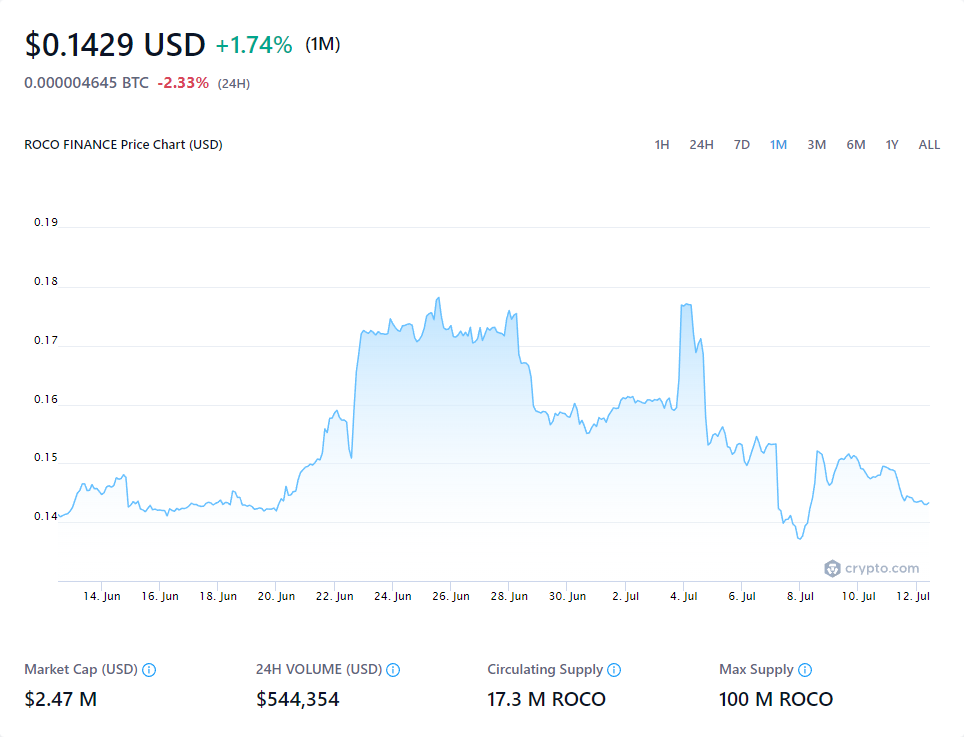 $0.1429 USD +1.74% (1M)
0.000004645 BTC -2.33% (24H)
ROCO FINANCE Price Chart (USD) 1H 24H 7D 1M 3M 6M 1Y ALL
0.19
0.18
0.17
0.16
0.15
0.14
crypto.com
14. Jun 16. Jun 18. Jun 20. Jun 22. Jun 24. Jun 26. Jun 28. Jun 30. Jun 2. Jul 4. Jul 6. Jul 8. Jul 10. Jul 12. Jul
Market Cap (USD) 24H VOLUME (USD) Circulating Supply Max Supply
$2.47 M $544,354 17.3 M ROCO 100 M ROCO